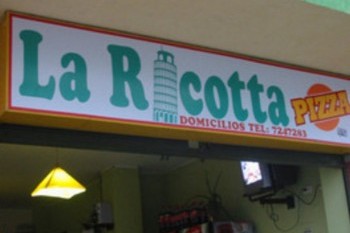 La Ricotta PIZZA
DOMICILIOS TEL: 7247283